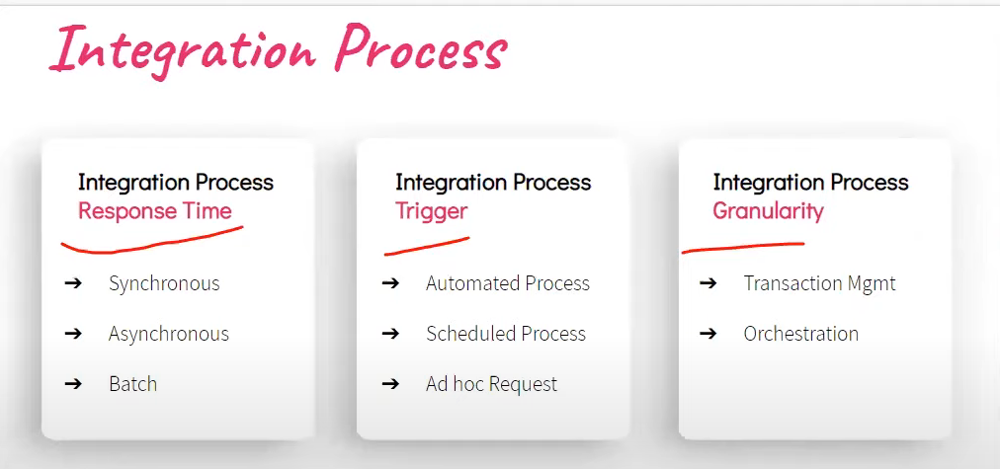 Integration Process
Integration Process
Response Time
➔ Synchronous
➔ Asynchronous
➔ Batch
Integration Process
Trigger
➔ Automated Process
➔ Scheduled Process
➔ Ad hoc Request
Integration Process
Granularity
➔ Transaction Mgmt
➔ Orchestration